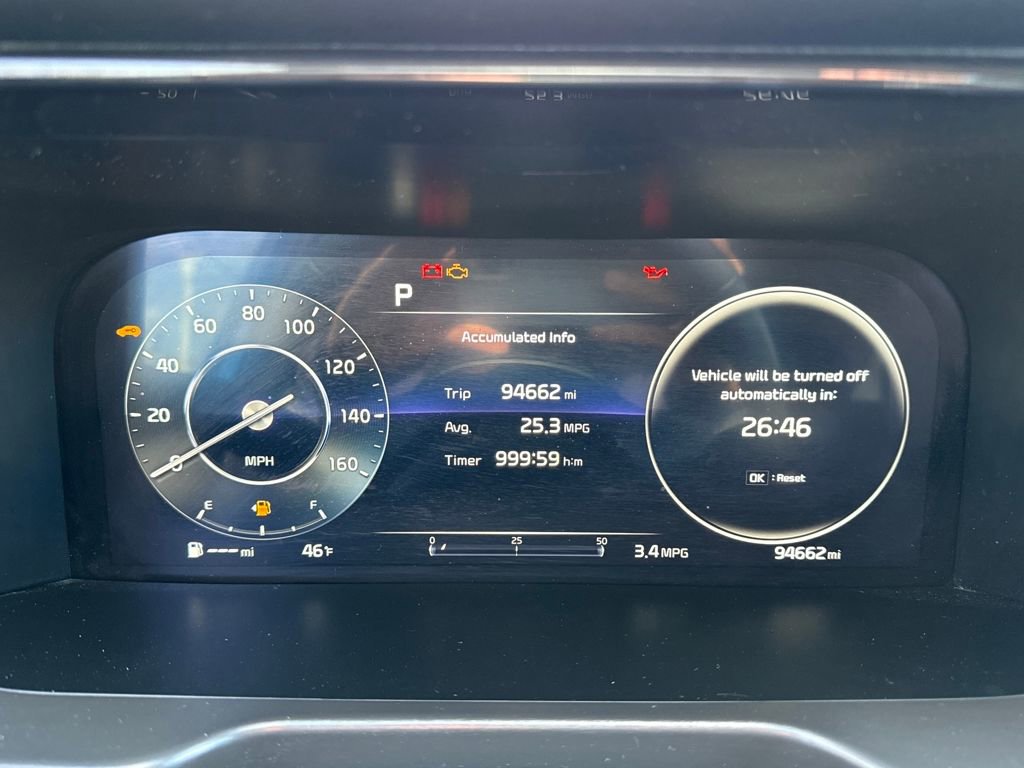 P
Accumulated Info
Trip 94662 mi
Avg. 25.3 MPG
Timer 999:59 h:m
0 20 40 60 80 100 120 140 160
MPH
E F
--- mi 46°F
0 25 50
3.4 MPG
Vehicle will be turned off
automatically in:
26:46
OK : Reset
94662 mi